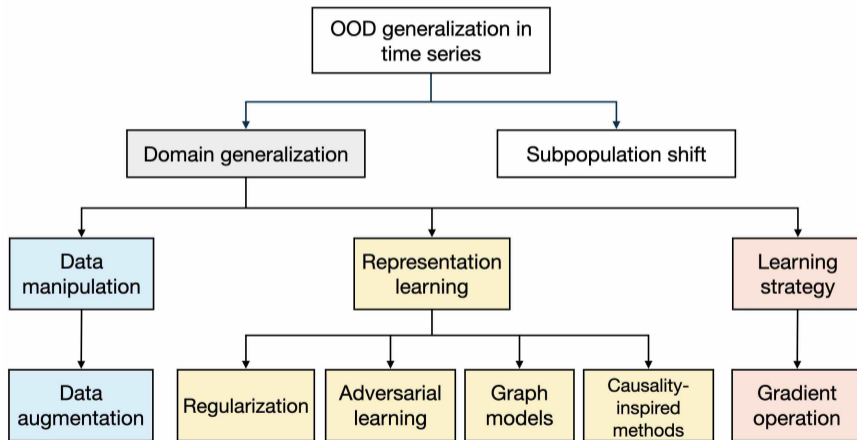 OOD generalization in
time series
Domain generalization
Subpopulation shift
Data
manipulation
Representation
learning
Learning
strategy
Data
augmentation
Regularization
Adversarial
learning
Graph
models
Causality-
inspired
methods
Gradient
operation